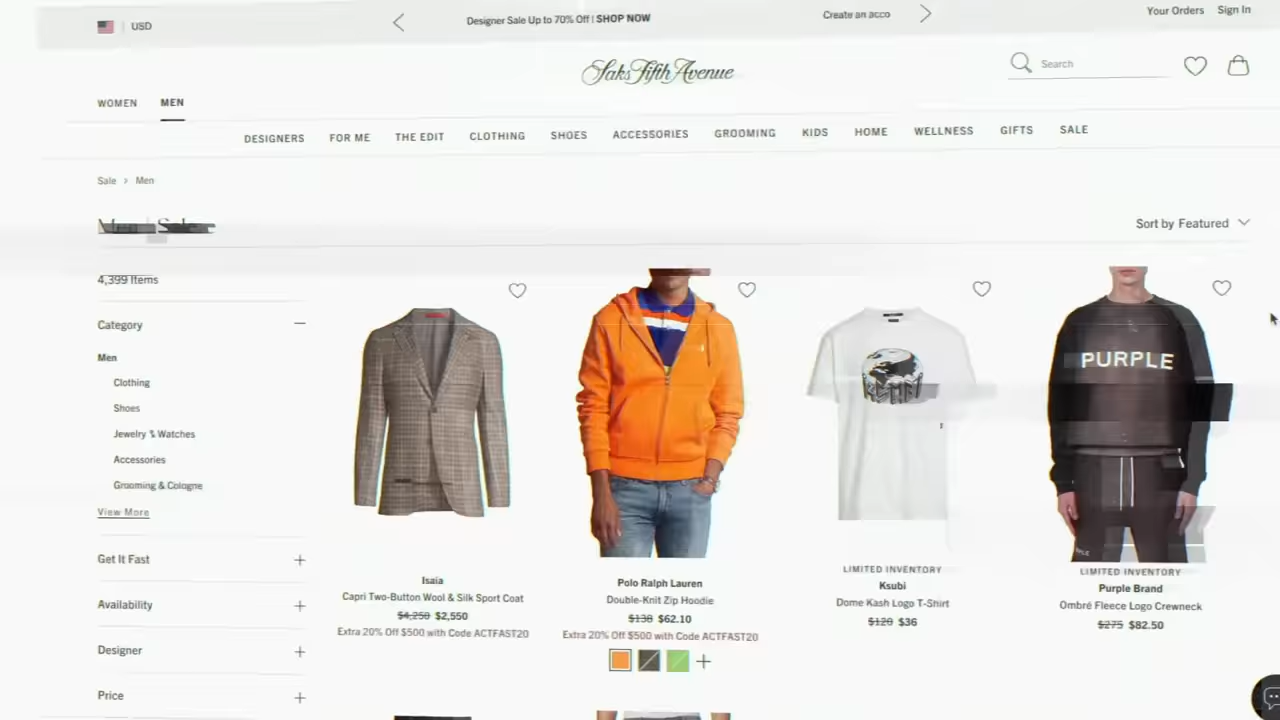 USD
Designer Sale Up to 70% Off | SHOP NOW
Create an acco
Your Orders Sign In
Saks Fifth Avenue
Search
WOMEN MEN
DESIGNERS FOR ME THE EDIT CLOTHING SHOES ACCESSORIES GROOMING KIDS HOME WELLNESS GIFTS SALE
Sale > Men
Sort by Featured
4,399 Items
Category
Men
Clothing
Shoes
Jewelry & Watches
Accessories
Grooming & Cologne
View More
Get It Fast
Availability
Designer
Price
Isaia
Capri Two-Button Wool & Silk Sport Coat
$4,250 $2,550
Extra 20% Off $500 with Code ACTFAST20
Polo Ralph Lauren
Double-Knit Zip Hoodie
$138 $62.10
Extra 20% Off $500 with Code ACTFAST20
LIMITED INVENTORY
Ksubi
Dome Kash Logo T-Shirt
$120 $36
PURPLE
LIMITED INVENTORY
Purple Brand
Ombré Fleece Logo Crewneck
$275 $82.50